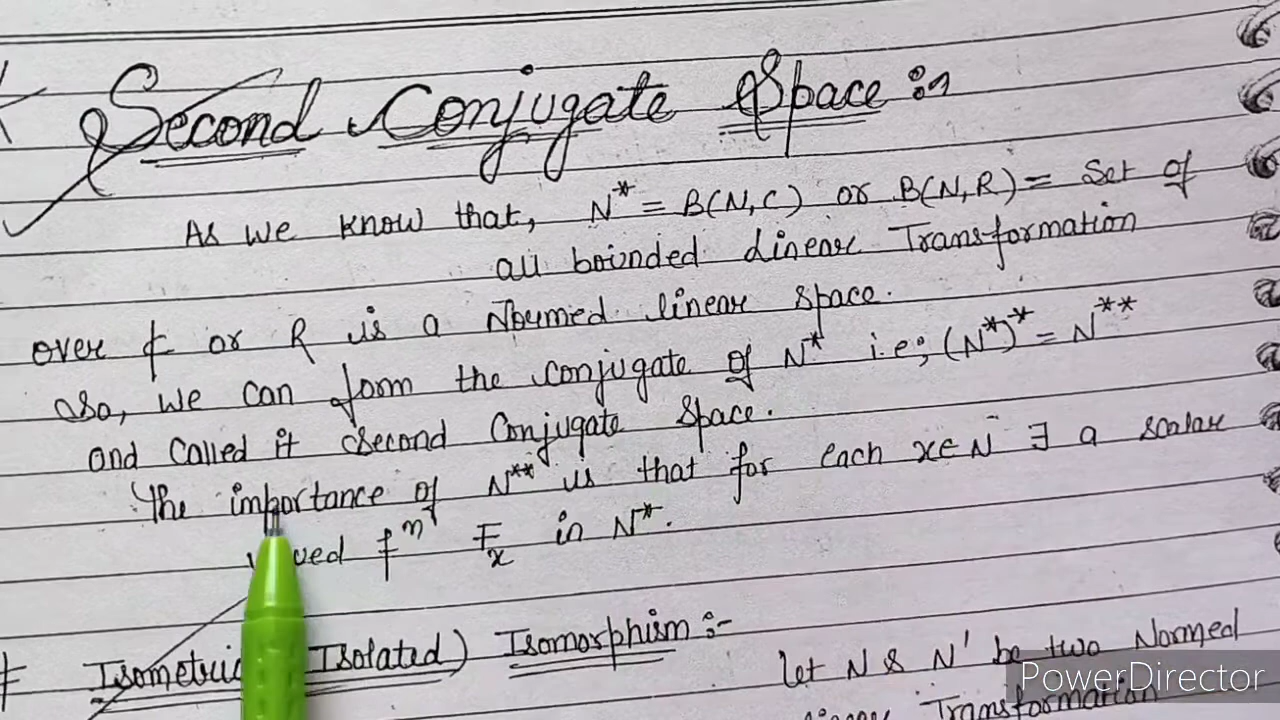 Second Conjugate Space :-
As we know that, N* = B(N,C) or B(N,R) = Set of
all bounded linear Transformation
over ₵ or R is a Normed linear space.
so, we can form the conjugate of N* i.e; (N*)* = N**
and called it second Conjugate space.
The importance of N** is that for each x∈N ∃ a scalar
fⁿ Fₓ in N*.
# Isometric Isolated) Isomorphism :-
let N & N' be two Normed
Transformation
PowerDirector